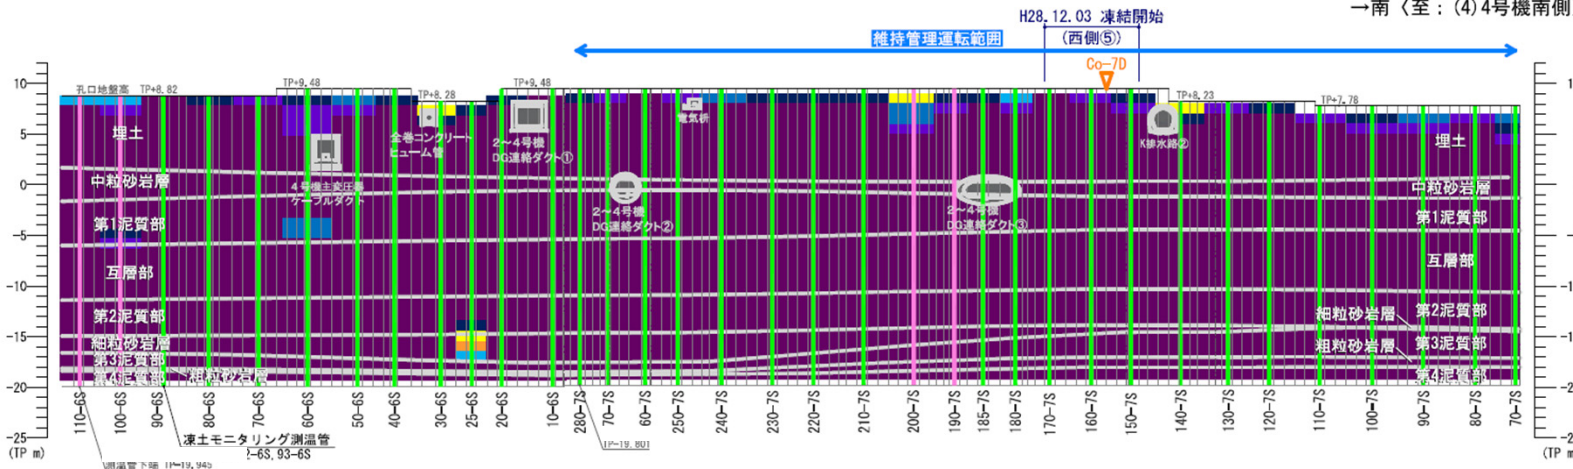 →南〈至：(4)4号機南側
H28.12.03 凍結開始
維持管理運転範囲
(西側⑤)
Co-7D
10
孔口地盤高 TP+8.82
TP+9.48
TP+8.28
TP+9.48
TP+8.23
TP+7.78
埋土
全巻コンクリート
ヒューム管
2～4号機
DG連絡ダクト①
電気桝
K排水路②
埋土
5
0
中粒砂岩層
4号機主変圧器
ケーブルダクト
2～4号機
DG連絡ダクト②
2～4号機
DG連絡ダクト③
中粒砂岩層
第1泥質部
第1泥質部
-5
互層部
互層部
-10
第2泥質部
第2泥質部
-15
細粒砂岩層
細粒砂岩層
第3泥質部
第3泥質部
粗粒砂岩層
粗粒砂岩層
第4泥質部
第4泥質部
-20
110-6S 100-6S 90-6S 80-6S 70-6S 60-6S 50-6S 40-6S 30-6S 25-6S 20-6S 10-6S 280-7S 70-7S 60-7S 250-7S 240-7S 230-7S 220-7S 210-7S 200-7S 190-7S 185-7S 180-7S 170-7S 160-7S 150-7S 140-7S 130-7S 120-7S 110-7S 100-7S 90-7S 80-7S 70-7S
-25
(TP m)
凍土モニタリング測温管
2-6S,93-6S
測温管下端 TP-19.945
TP-19.801
(TP m